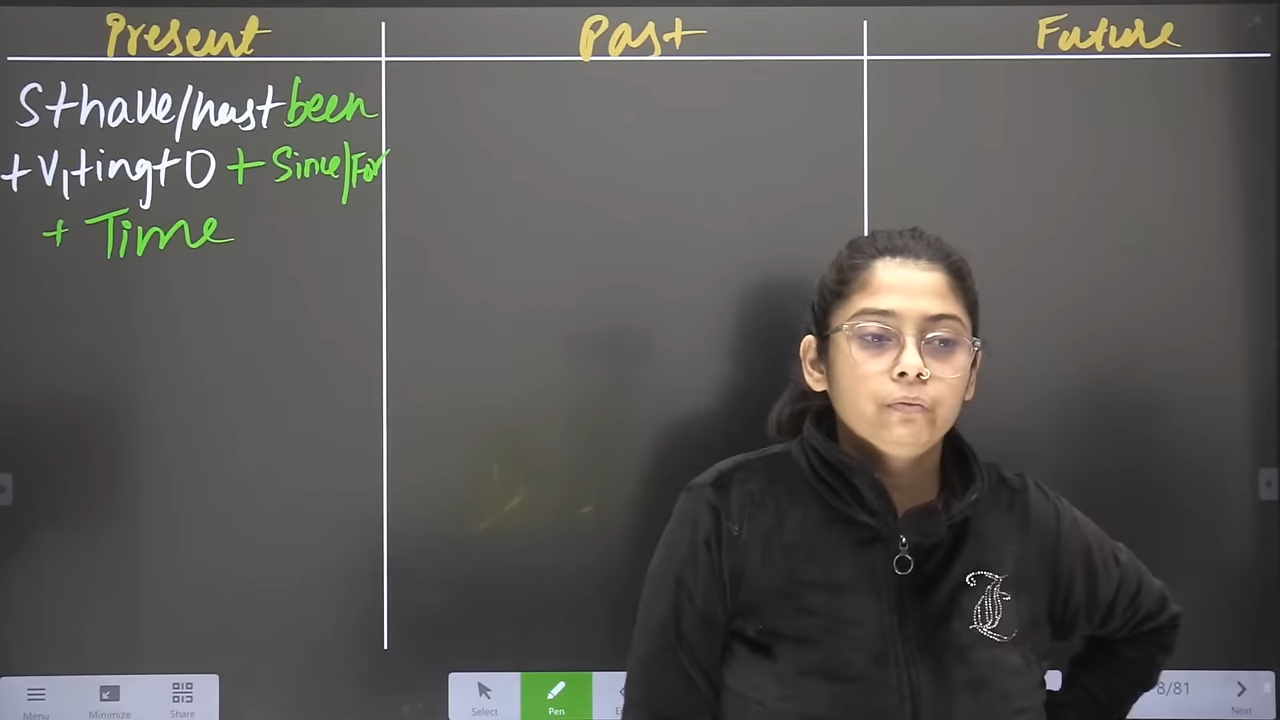 Present Past Future
S+have/has+been
+V1+ing+O + Since/For
+ Time
Menu Minimize Share Select Pen 8/81 Next